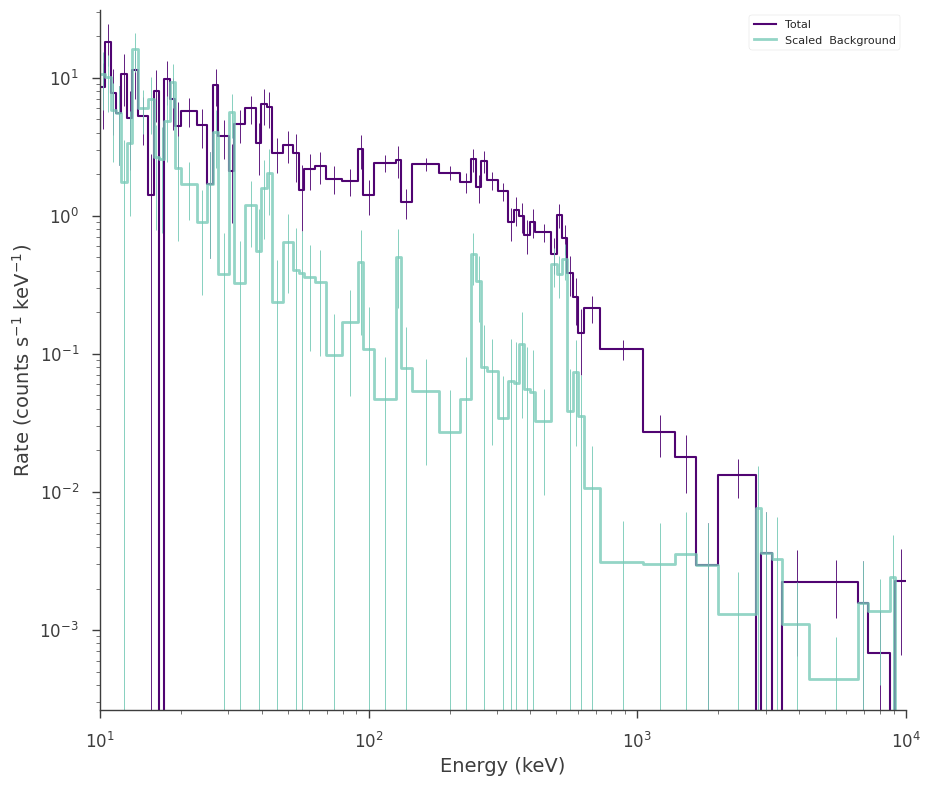 Total
Scaled  Background
Rate (counts s⁻¹ keV⁻¹)
10¹
10⁰
10⁻¹
10⁻²
10⁻³
10¹ 10² 10³ 10⁴
Energy (keV)